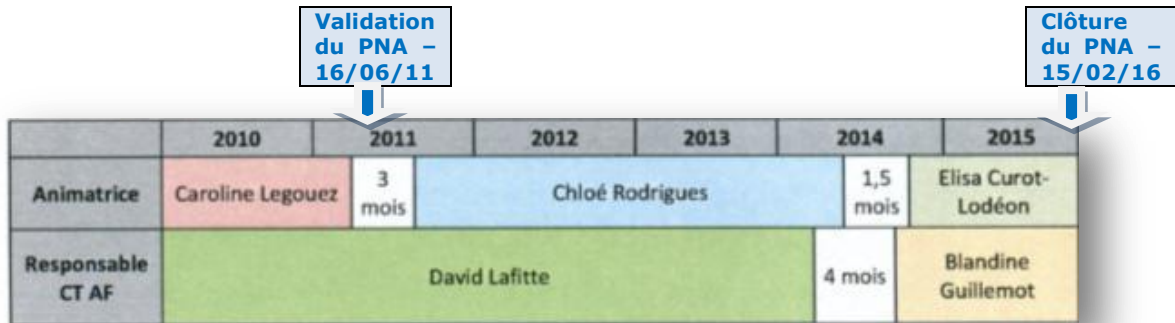 Validation
du PNA –
16/06/11
Clôture
du PNA –
15/02/16
2010 2011 2012 2013 2014 2015
Animatrice Caroline Legouez 3 mois Chloé Rodrigues 1,5 mois Elisa Curot-
Lodéon
Responsable
CT AF David Lafitte 4 mois Blandine
Guillemot